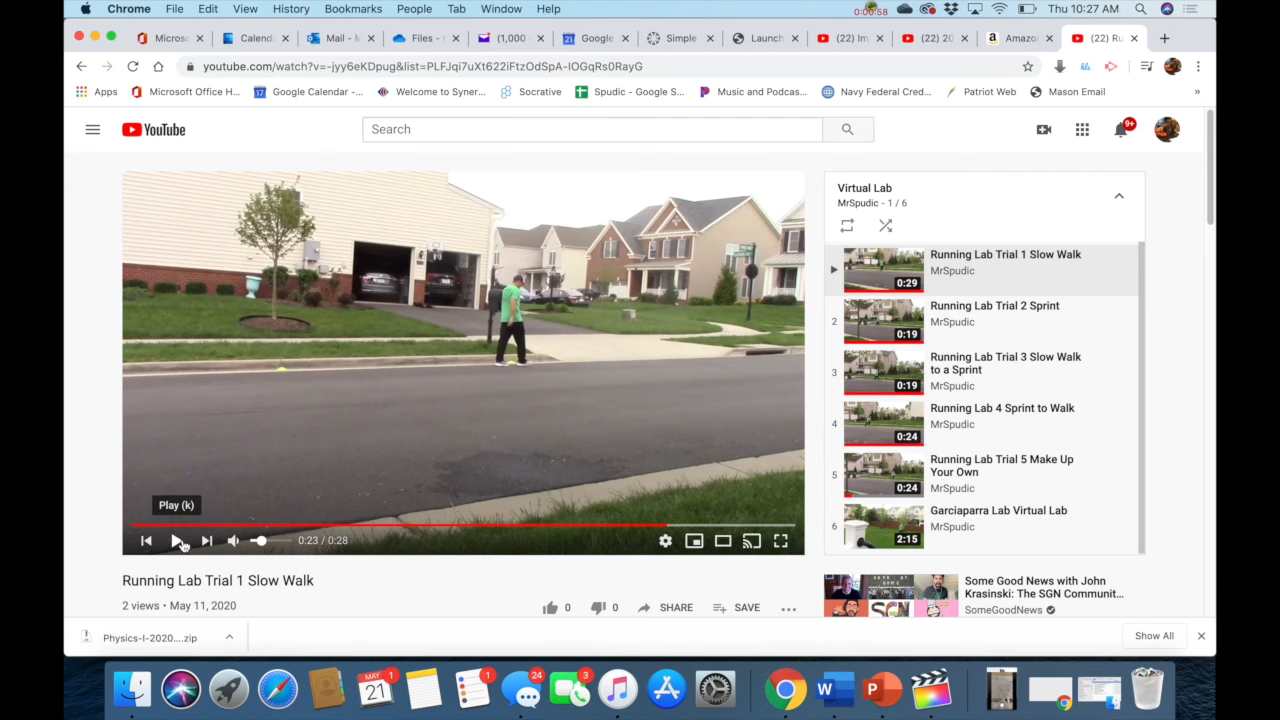 Chrome File Edit View History Bookmarks People Tab Window Help
0:00:58
Thu 10:27 AM
Microso Calenda Mail - M Files - (1,000 Google Simple Launch (22) Im (22) 20 Amazon (22) Ru
youtube.com/watch?v=-jyy6eKDpug&list=PLFJqi7uXt622iFtzOdSpA-IOGqRs0RayG
Apps Microsoft Office H... Google Calendar -... Welcome to Syner... Socrative Spudic - Google S... Music and Podcas... Navy Federal Cred... Patriot Web Mason Email »
YouTube
Search
9+
Virtual Lab
MrSpudic - 1 / 6
Running Lab Trial 1 Slow Walk
MrSpudic
0:29
2
Running Lab Trial 2 Sprint
MrSpudic
0:19
3
Running Lab Trial 3 Slow Walk
to a Sprint
MrSpudic
0:19
4
Running Lab 4 Sprint to Walk
MrSpudic
0:24
5
Running Lab Trial 5 Make Up
Your Own
MrSpudic
0:24
6
Garciaparra Lab Virtual Lab
MrSpudic
2:15
Play (k)
0:23 / 0:28
Running Lab Trial 1 Slow Walk
2 views • May 11, 2020
0 0 SHARE SAVE
Some Good News with John
Krasinski: The SGN Communit...
SomeGoodNews
Physics-I-2020....zip
Show All
MAY
21
1
1
24
3